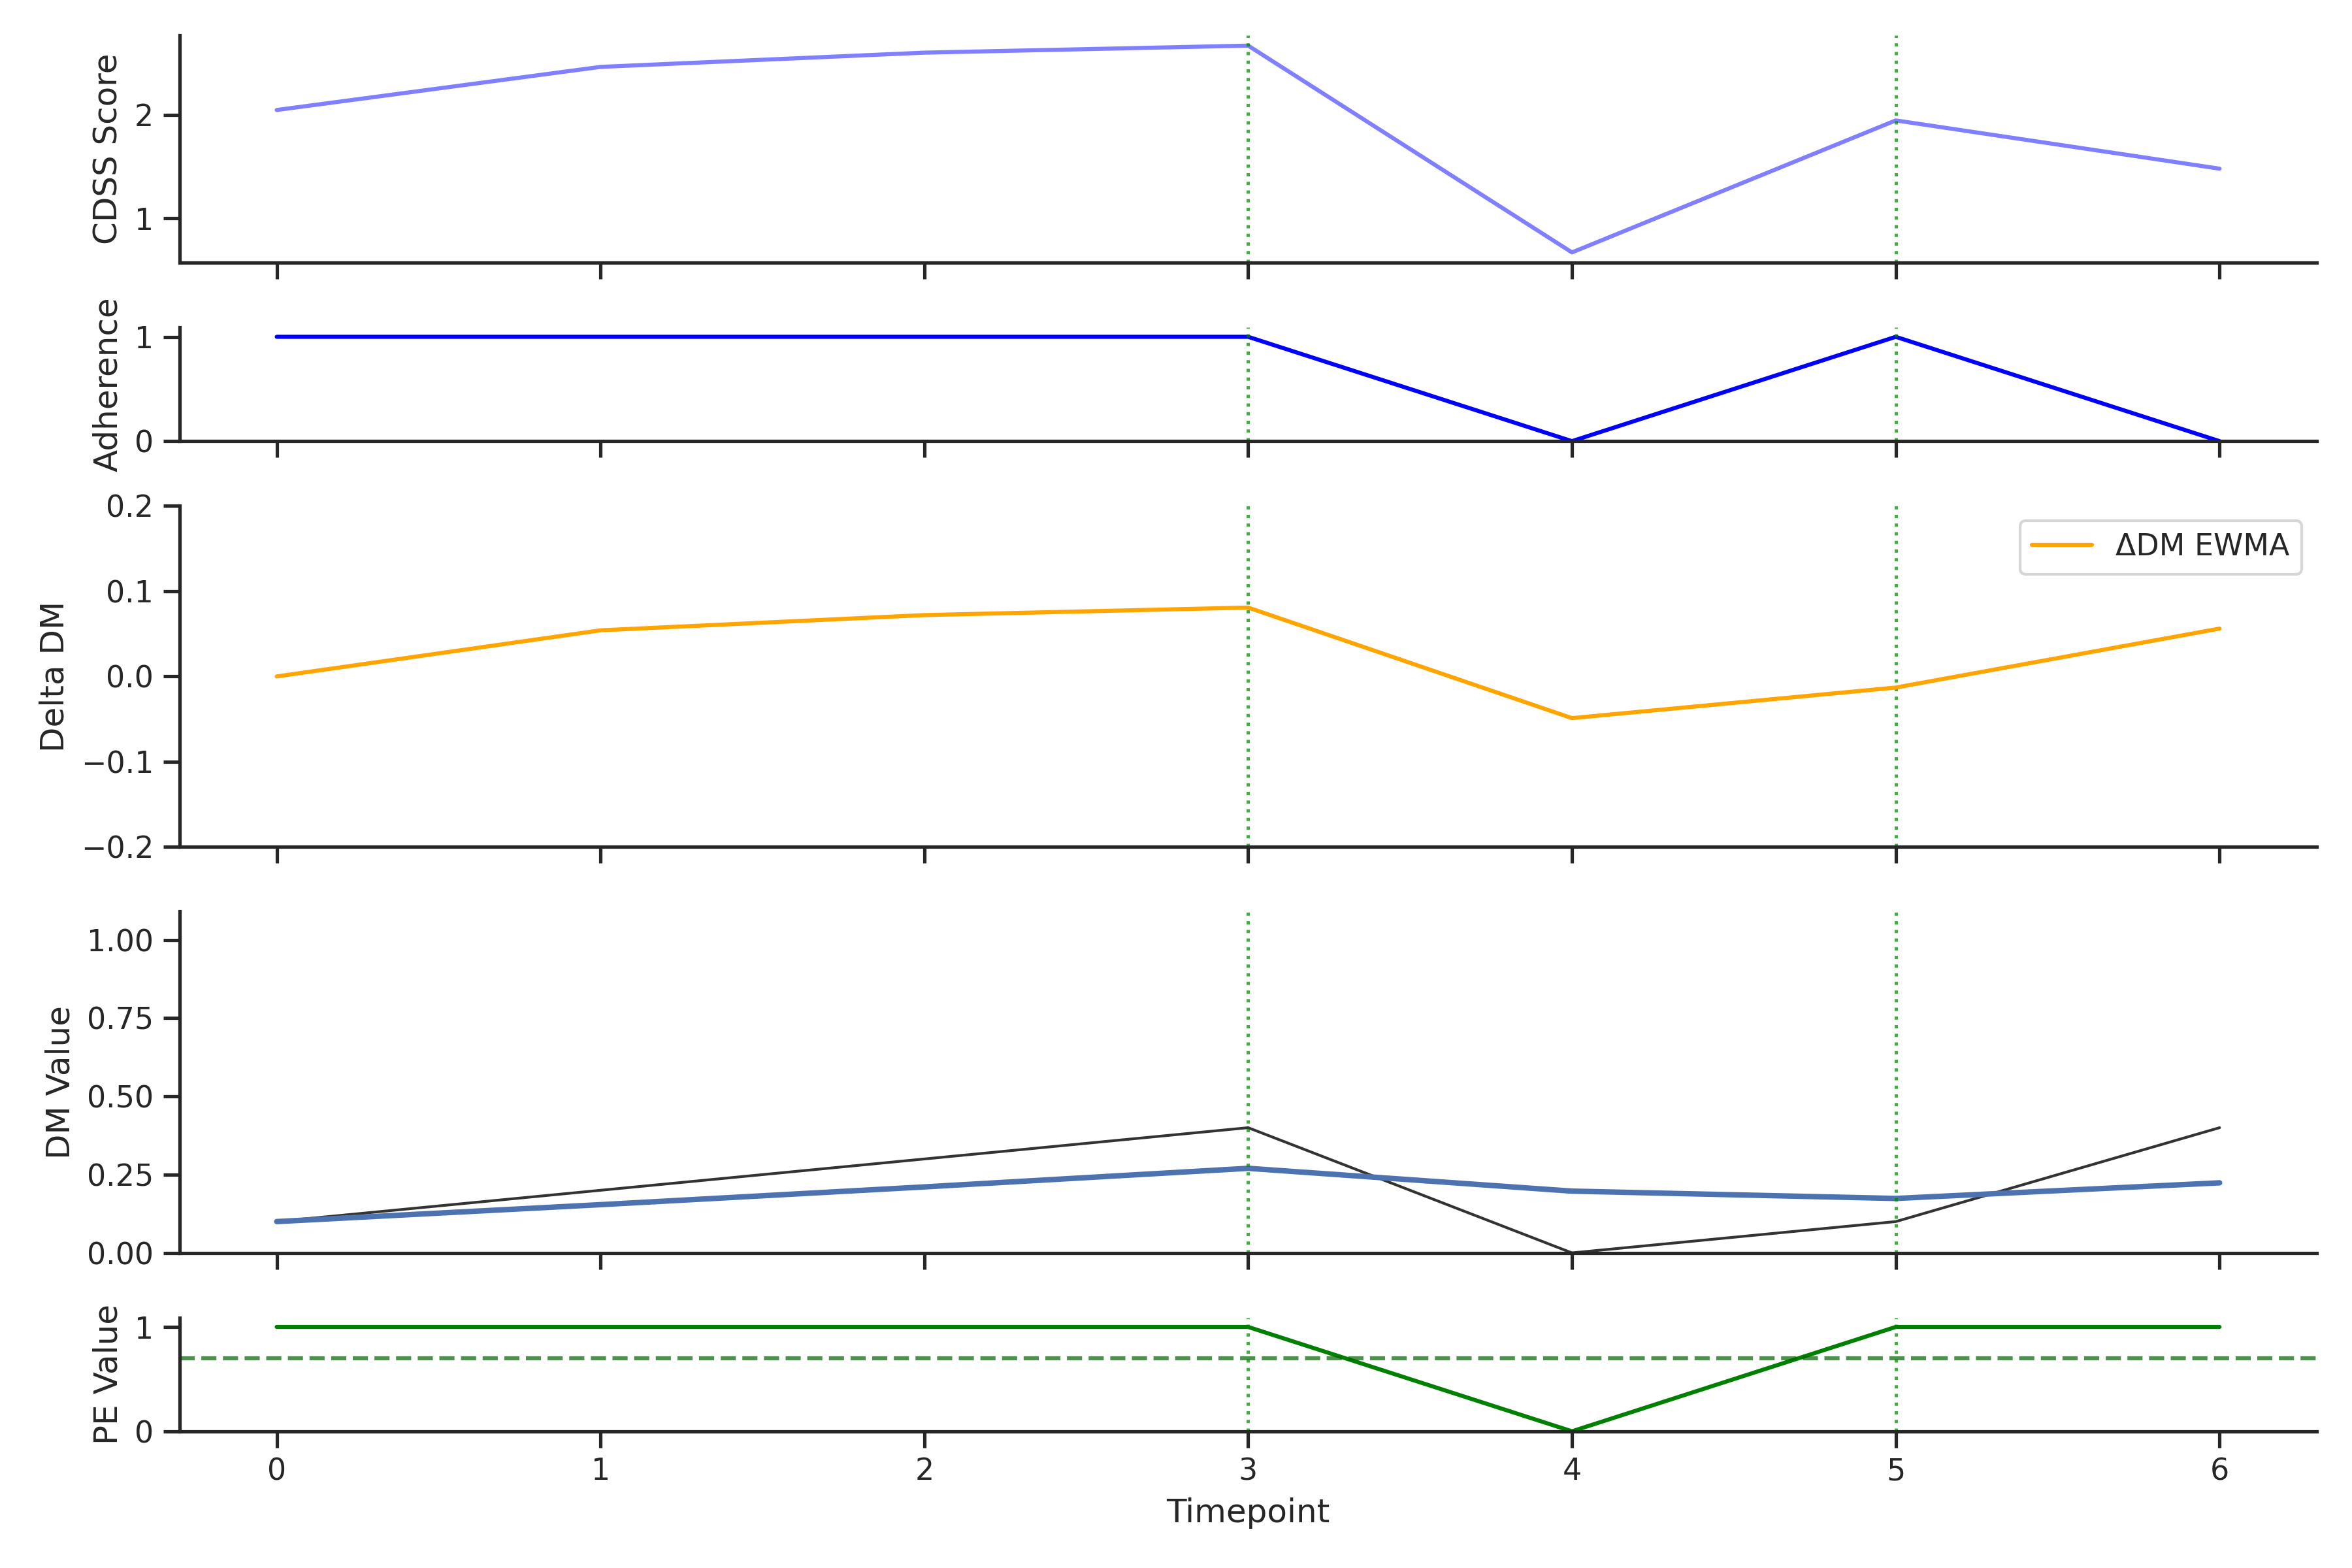 CDSS Score
2
1
Adherence
1
0
Delta DM
0.2
0.1
0.0
−0.1
−0.2
ΔDM EWMA
DM Value
1.00
0.75
0.50
0.25
0.00
PE Value
1
0
0 1 2 3 4 5 6
Timepoint